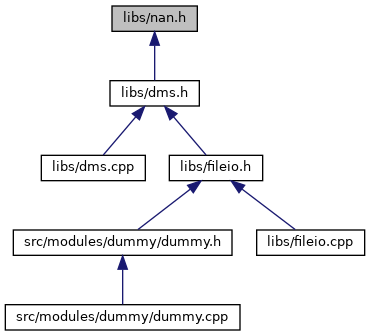 libs/nan.h
libs/dms.h
libs/dms.cpp
libs/fileio.h
src/modules/dummy/dummy.h
libs/fileio.cpp
src/modules/dummy/dummy.cpp